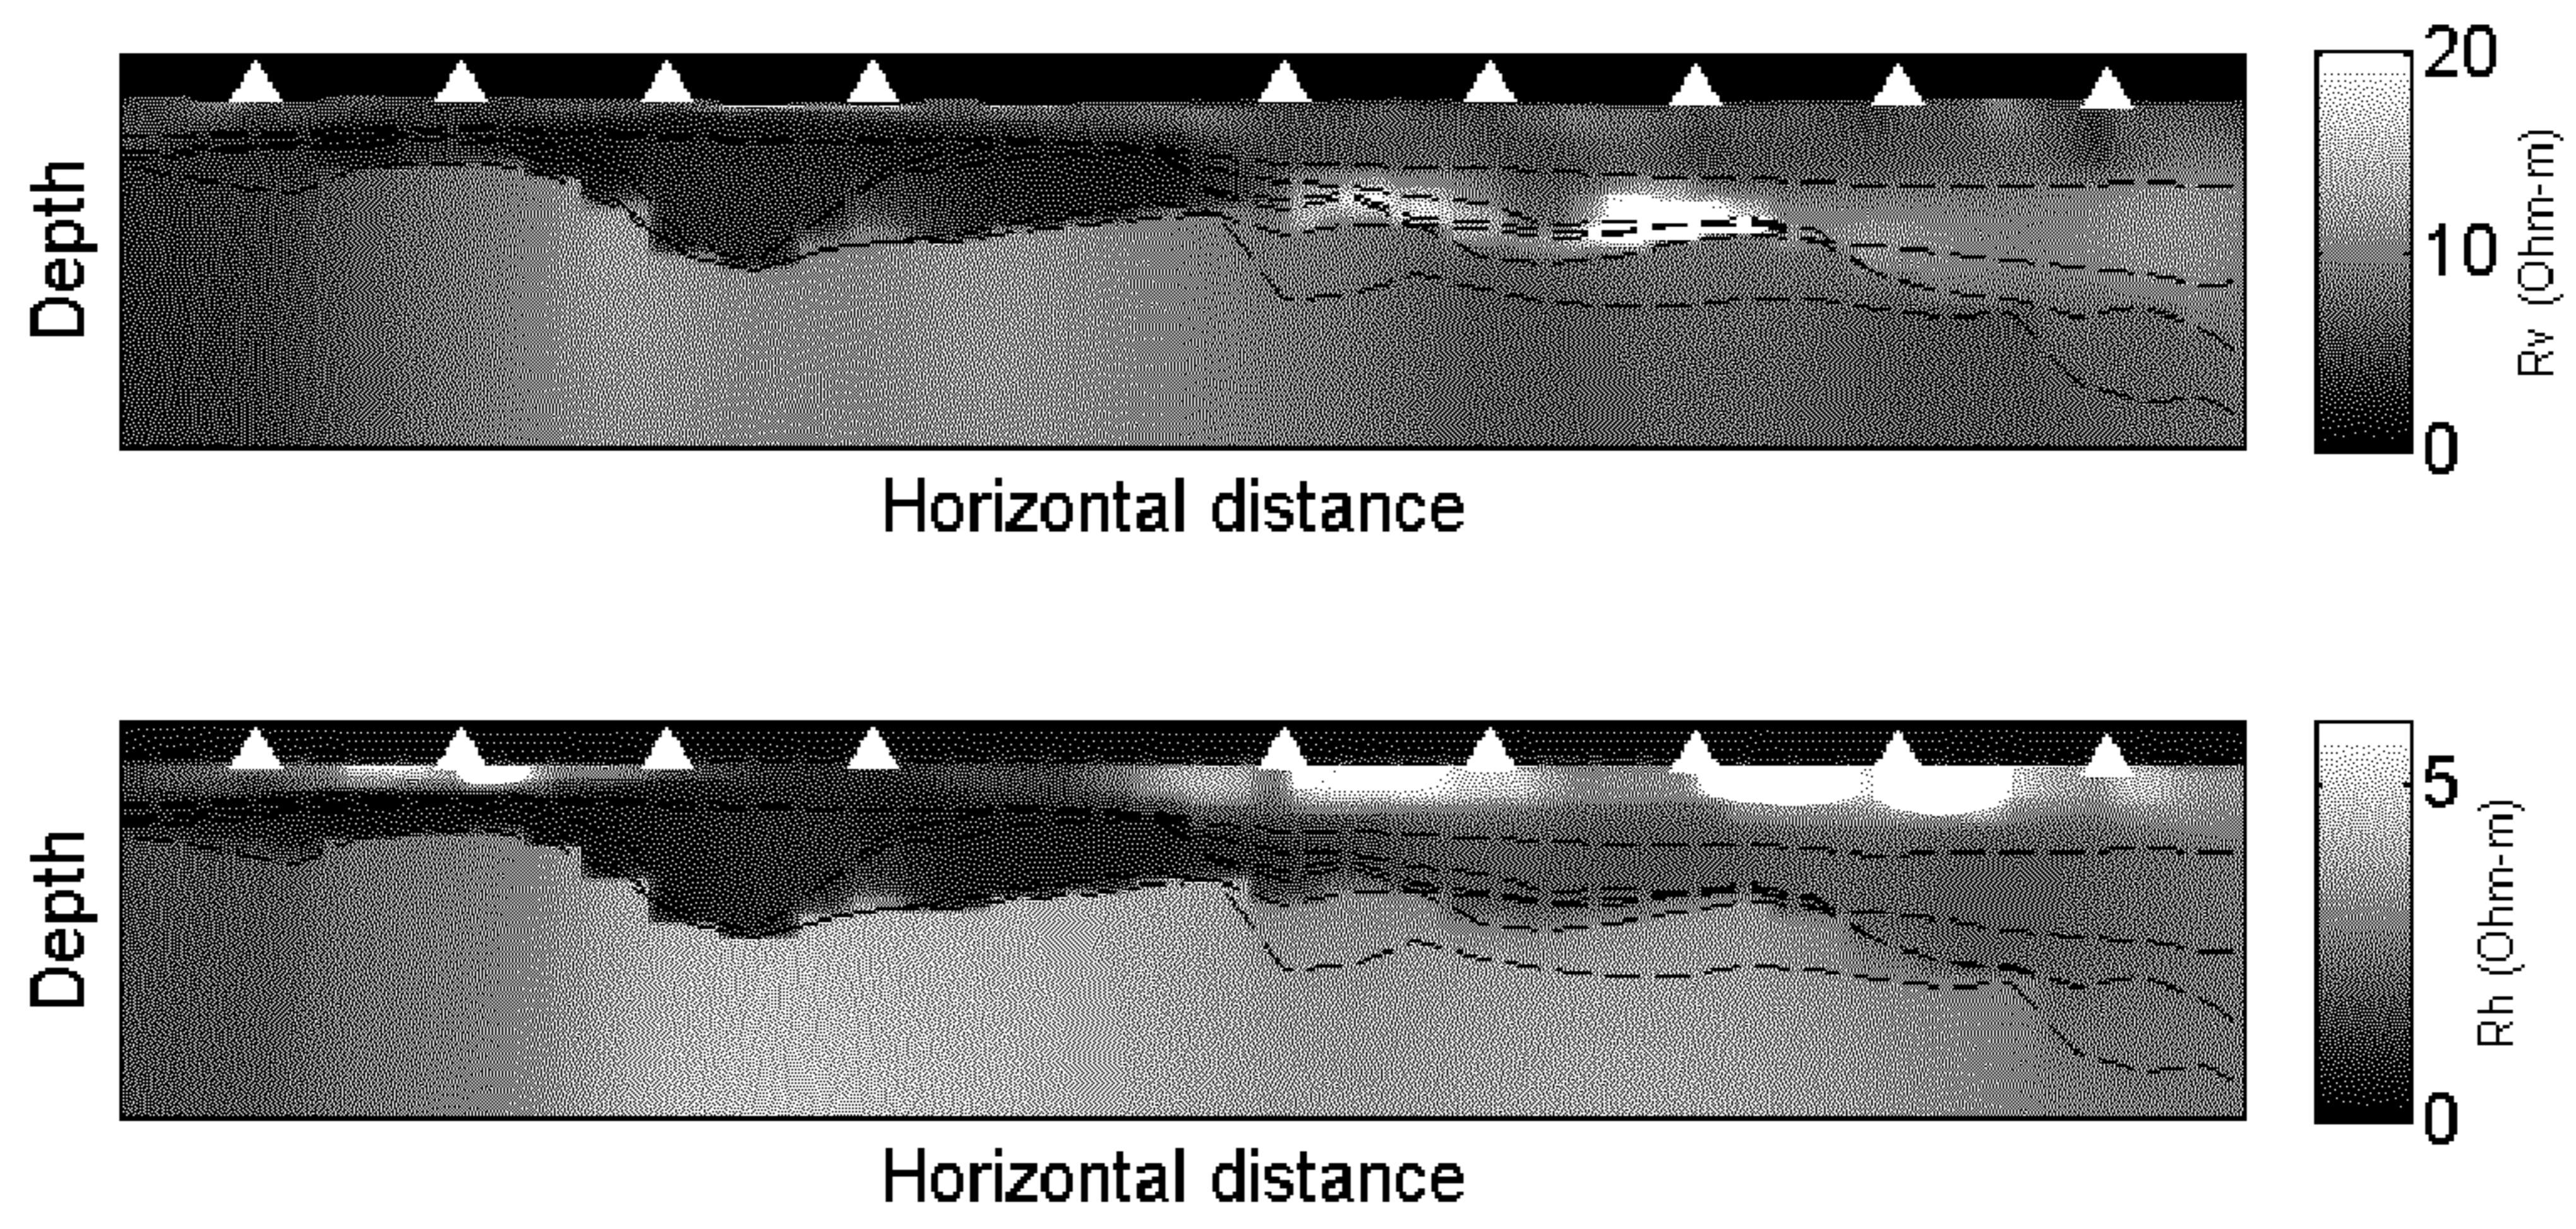 20
10
0
Rv (Ohm-m)
Depth
Horizontal distance
5
0
Rh (Ohm-m)
Depth
Horizontal distance